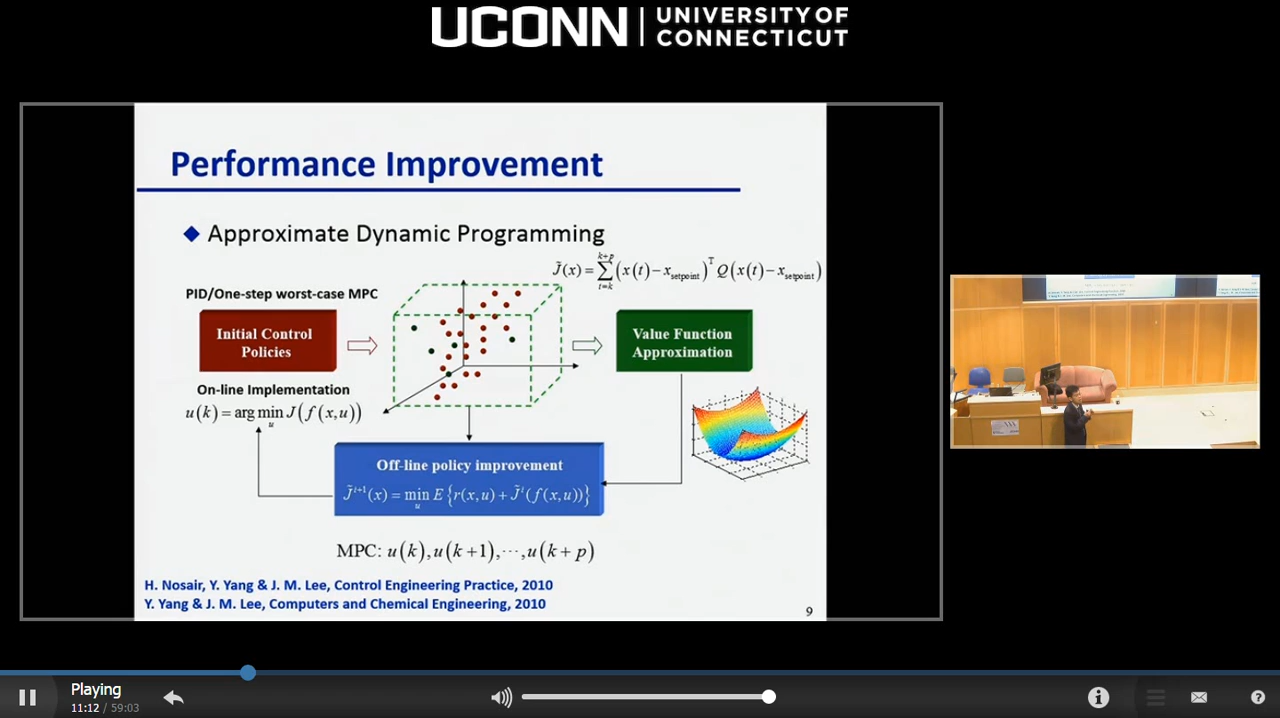 UCONN
UNIVERSITY OF
CONNECTICUT
Performance Improvement
Approximate Dynamic Programming
J̃(x) = ∑_{t=k}^{k+p} (x(t) − x_setpoint)^T Q(x(t) − x_setpoint)
PID/One-step worst-case MPC
Initial Control
Policies
Value Function
Approximation
On-line Implementation
u(k) = arg min_u J(f(x,u))
Off-line policy improvement
J̃^{i+1}(x) = min_u E{r(x,u) + J̃^i(f(x,u))}
MPC: u(k), u(k+1), ⋯, u(k+p)
H. Nosair, Y. Yang & J. M. Lee, Control Engineering Practice, 2010
Y. Yang & J. M. Lee, Computers and Chemical Engineering, 2010
9
Playing
11:12 / 59:03